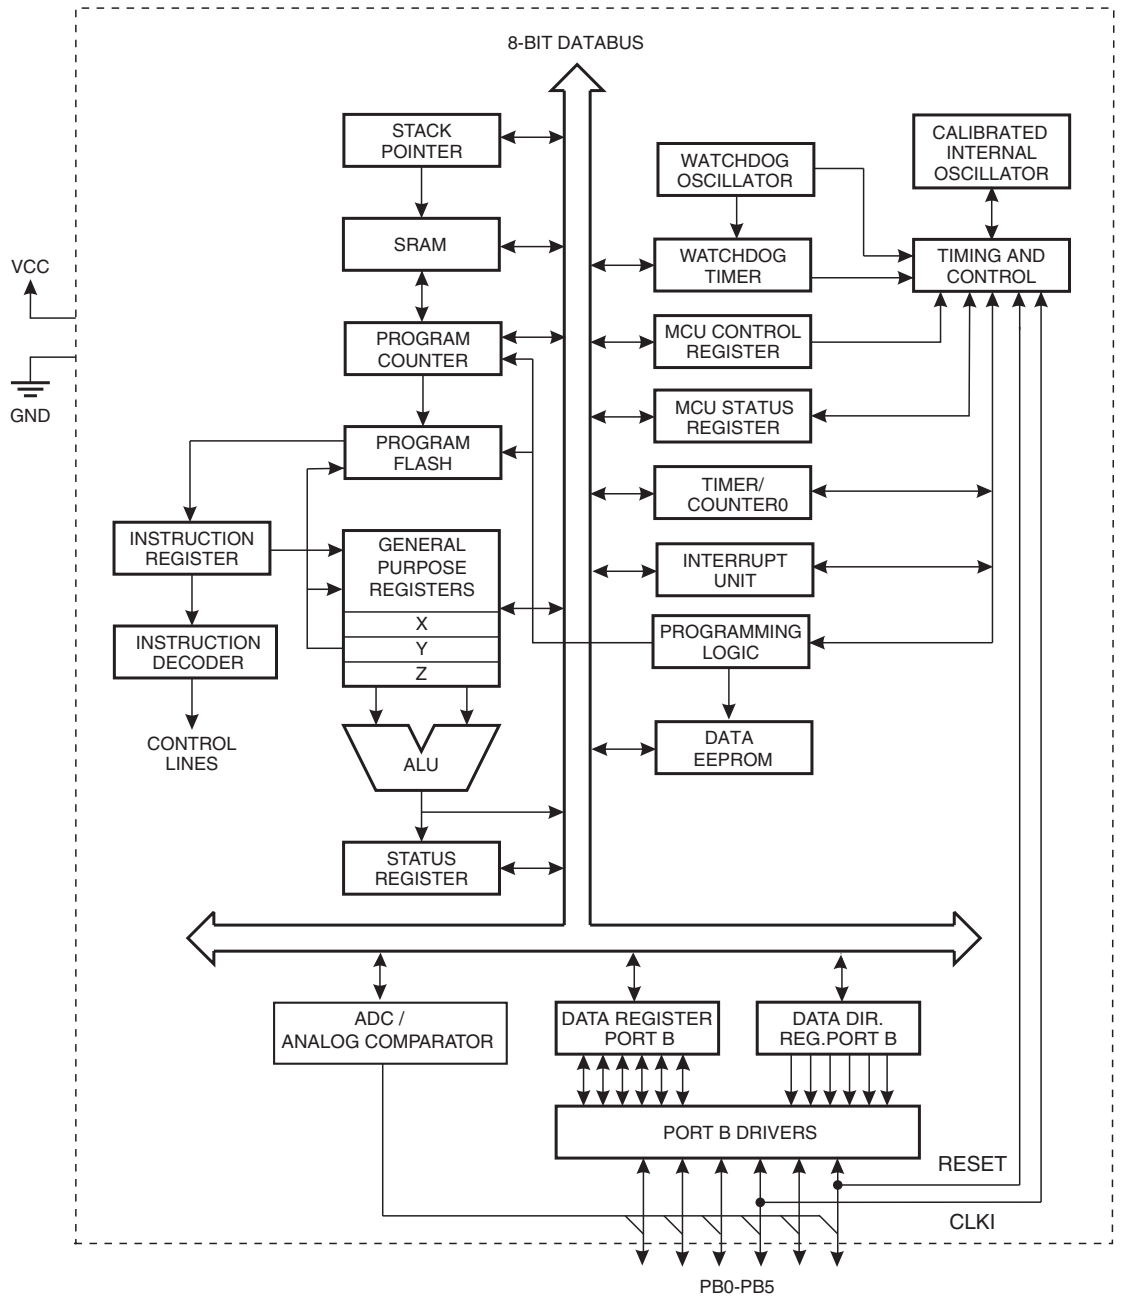 8-BIT DATABUS
STACK
POINTER
SRAM
PROGRAM
COUNTER
PROGRAM
FLASH
INSTRUCTION
REGISTER
INSTRUCTION
DECODER
CONTROL
LINES
GENERAL
PURPOSE
REGISTERS
X
Y
Z
ALU
STATUS
REGISTER
VCC
GND
WATCHDOG
OSCILLATOR
WATCHDOG
TIMER
MCU CONTROL
REGISTER
MCU STATUS
REGISTER
TIMER/
COUNTER0
INTERRUPT
UNIT
PROGRAMMING
LOGIC
DATA
EEPROM
CALIBRATED
INTERNAL
OSCILLATOR
TIMING AND
CONTROL
ADC /
ANALOG COMPARATOR
DATA REGISTER
PORT B
DATA DIR.
REG.PORT B
PORT B DRIVERS
RESET
CLKI
PB0-PB5